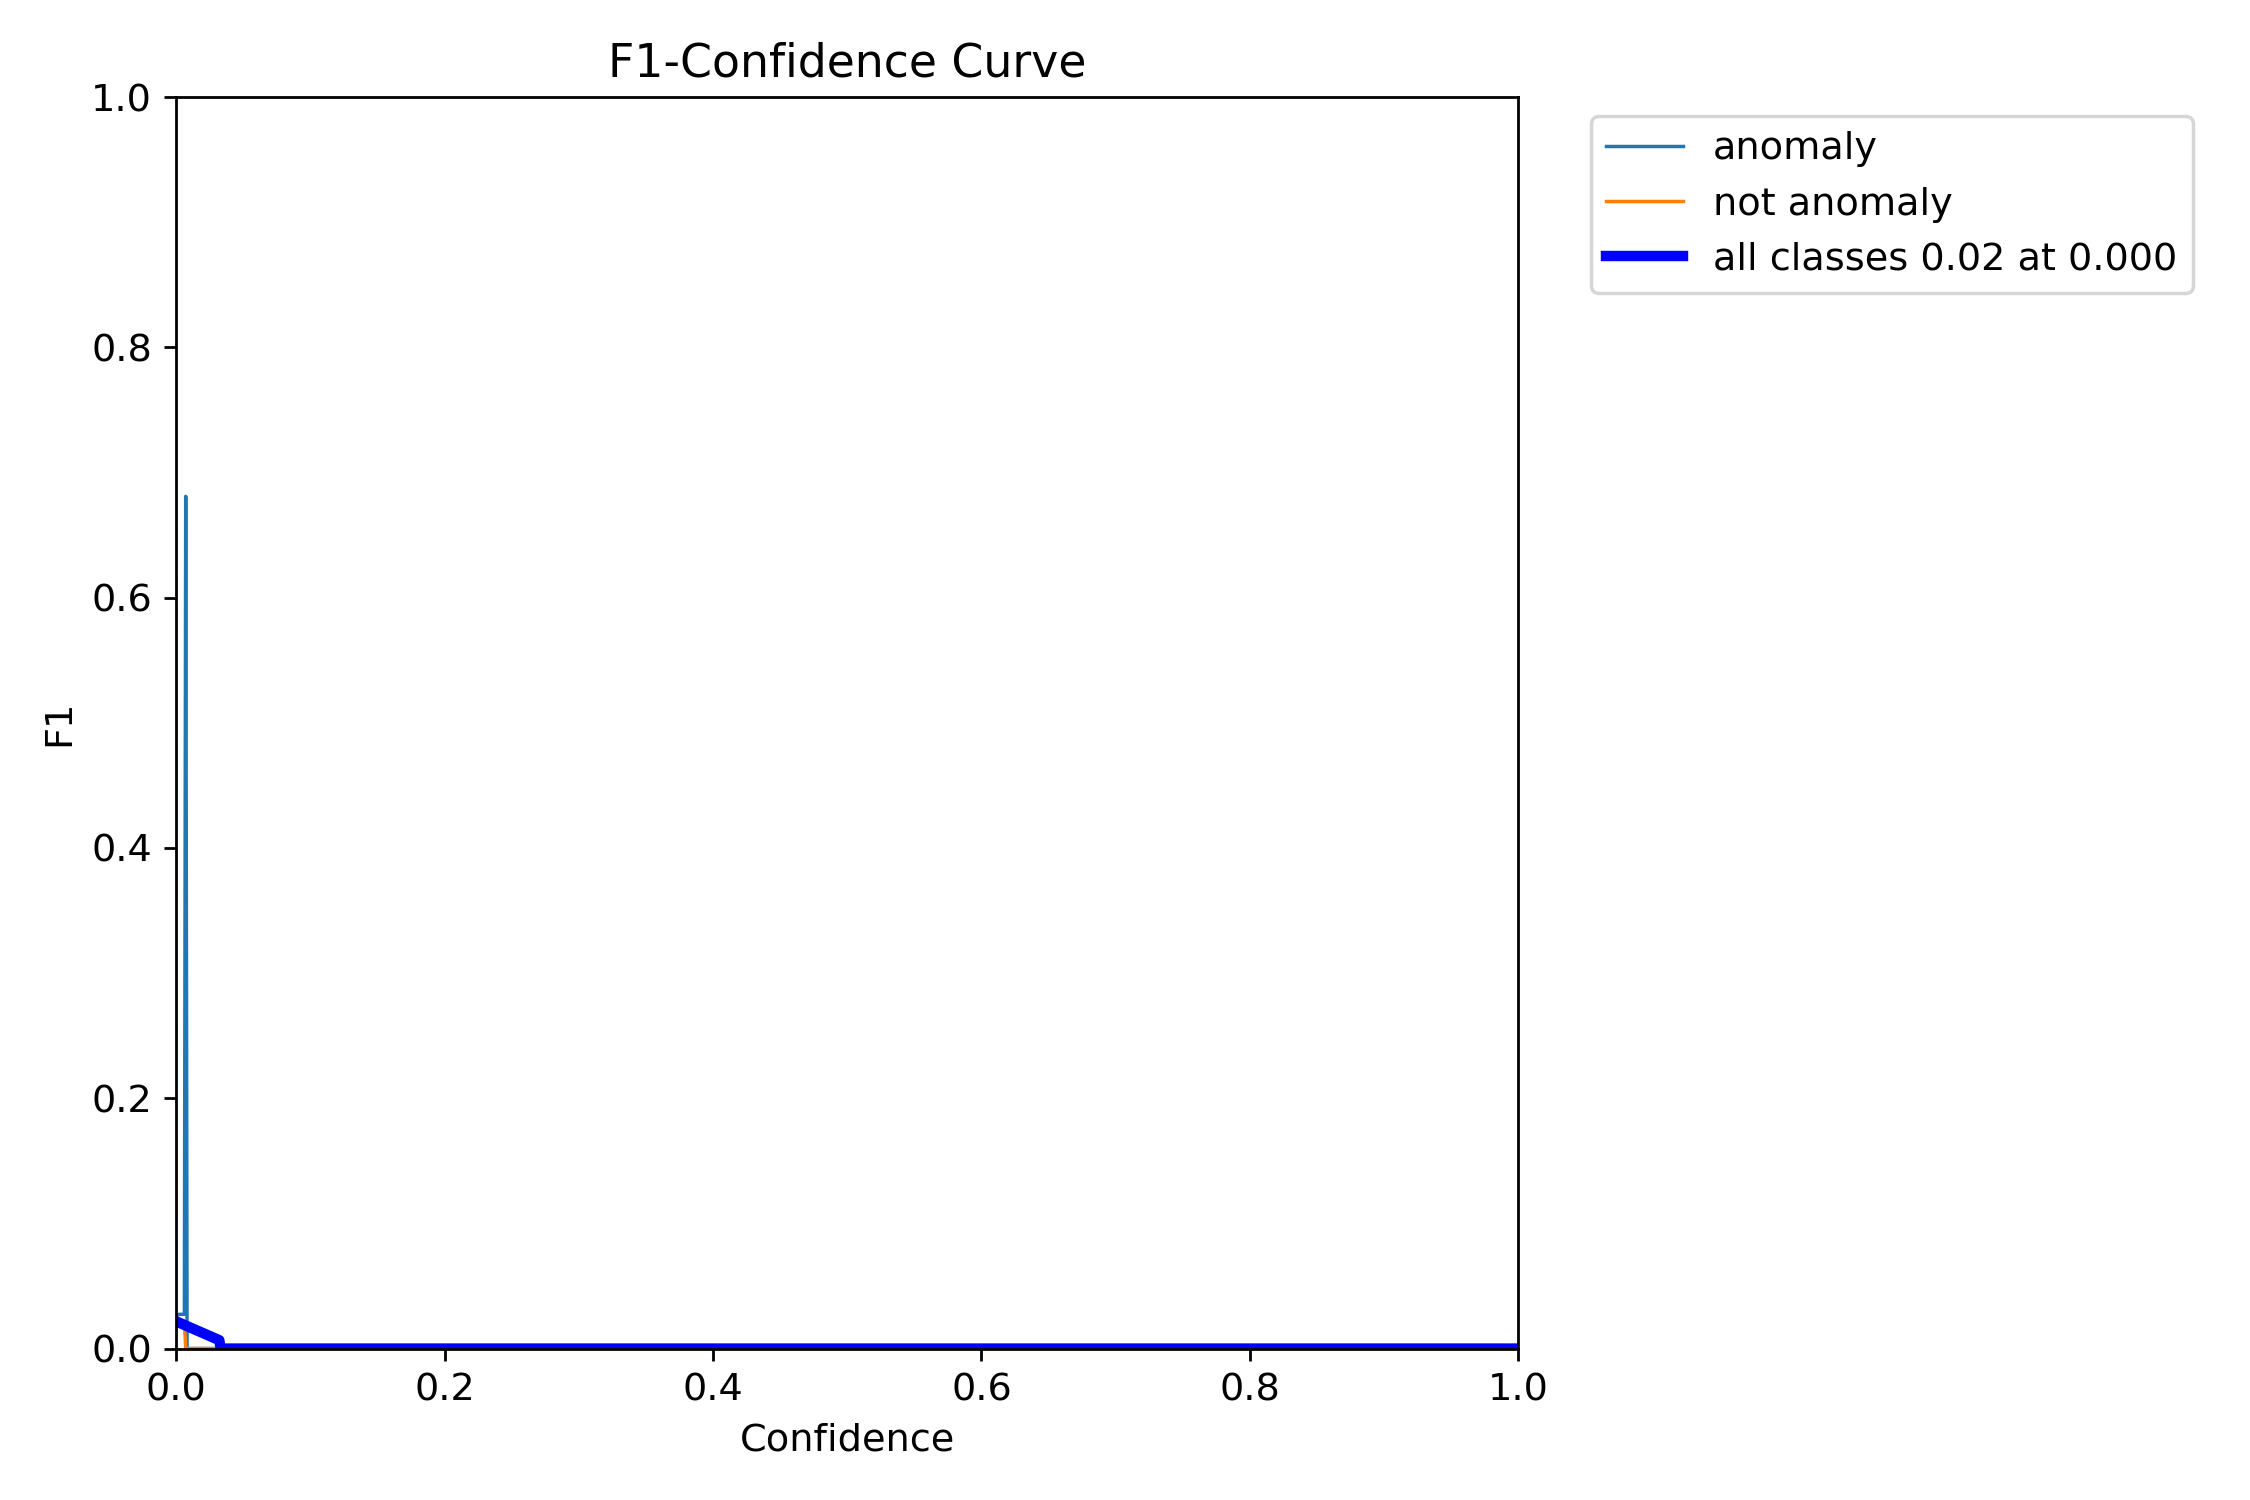 F1-Confidence Curve
1.0
0.8
0.6
0.4
0.2
0.0
F1
0.0 0.2 0.4 0.6 0.8 1.0
Confidence
anomaly
not anomaly
all classes 0.02 at 0.000